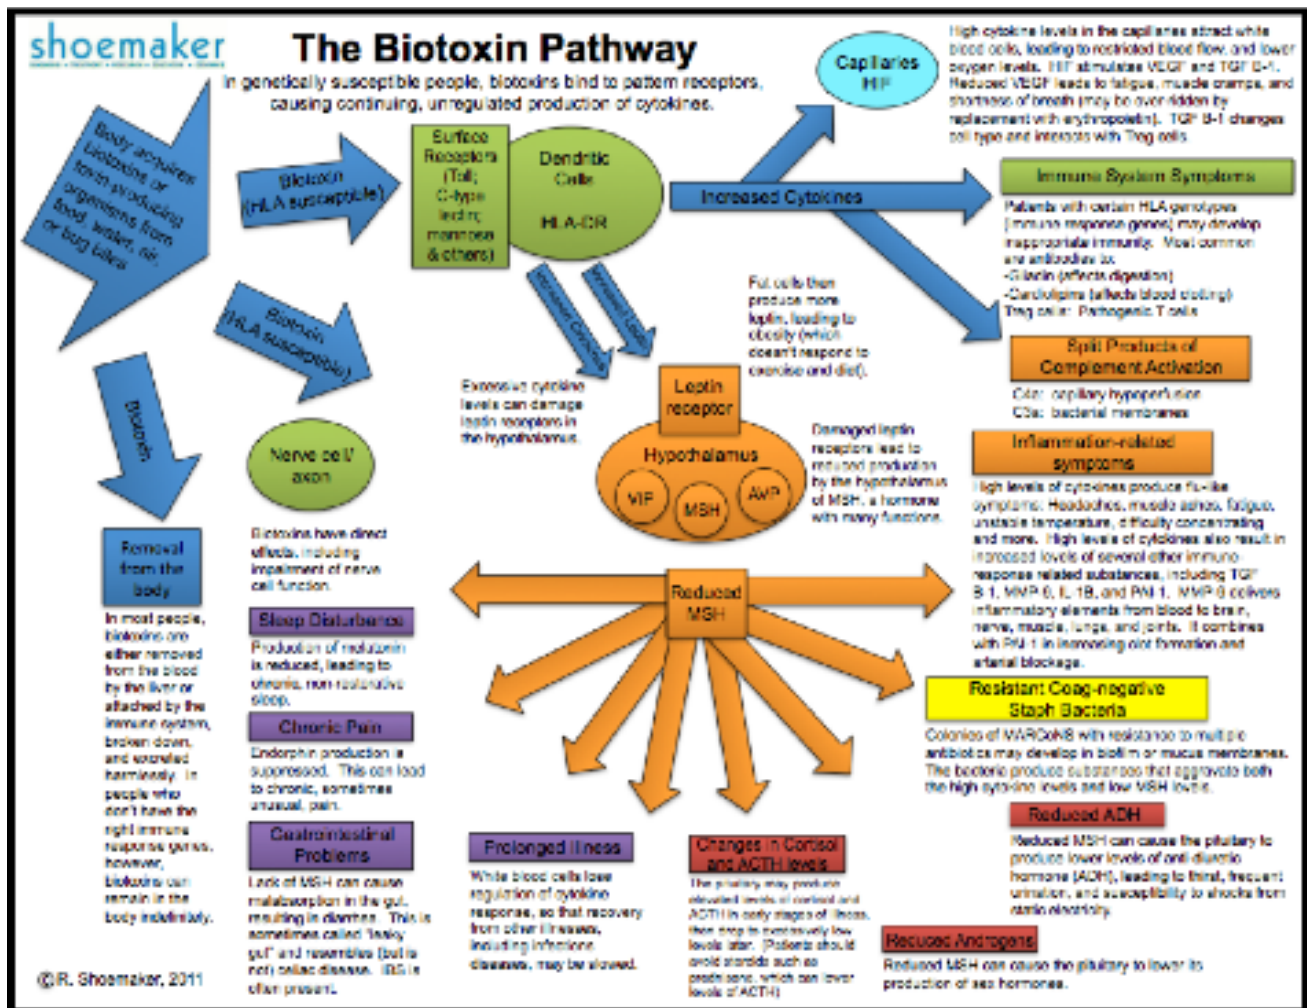 shoemaker
The Biotoxin Pathway
In genetically susceptible people, biotoxins bind to pattern receptors,
causing continuing, unregulated production of cytokines.
Capillaries
HIF
High cytokine levels in the capillaries attract white
blood cells, leading to restricted blood flow, and lower
oxygen levels. HIF stimulates VEGF and TGF B-1.
Reduced VEGF leads to fatigue, muscle cramps, and
shortness of breath (may be over-ridden by
replacement with erythropoietin). TGF B-1 changes
cell type and interacts with Treg cells
Body acquires
biotoxins or
toxin-producing
organisms from
food, water, air,
or bug bites
Biotoxin
(HLA susceptible)
Surface
Receptors
(Toll;
C-type
lectin;
mannose
& others)
Dendritic
Cells
HLA-DR
Increased Cytokines
Immune System Symptoms
Patients with certain HLA genotypes
(immune response genes) may develop
inappropriate immunity. Most common
are antibodies to:
-Gliadin (affects digestion)
-Cardiolipins (affects blood clotting)
Treg cells: Pathogenic T cells
Split Products of
Complement Activation
C4a: capillary hypoperfusion
C3a: bacterial membranes
Biotoxin
(HLA susceptible)
Increased Cytokines
Increased
Fat cells then
produce more
leptin, leading to
obesity (which
doesn't respond to
exercise and diet).
Excessive cytokine
levels can damage
leptin receptors in
the hypothalamus.
Leptin
receptor
Hypothalamus
VIP
MSH
AVP
Damaged leptin
receptors lead to
reduced production
by the hypothalamus
of MSH, a hormone
with many functions.
Inflammation-related
symptoms
High levels of cytokines produce flu-like
symptoms: Headaches, muscle aches, fatigue,
unstable temperature, difficulty concentrating
and more. High levels of cytokines also result in
increased levels of several other immune-
response related substances, including TGF
B-1, MMP-9, IL-1B, and PAI-1. MMP-9 delivers
inflammatory elements from blood to brain,
nerve, muscle, lungs, and joints. It combines
with PAI-1 in increasing clot formation and
arterial blockage.
Biotoxin
Nerve cell/
axon
Biotoxins have direct
effects, including
impairment of nerve
cell function.
Removal
from the
body
In most people,
biotoxins are
either removed
from the blood
by the liver or
attached by the
immune system,
broken down,
and excreted
harmlessly. In
people who
don't have the
right immune
response genes,
however,
biotoxins can
remain in the
body indefinitely.
Reduced
MSH
Sleep Disturbance
Production of melatonin
is reduced, leading to
chronic, non-restorative
sleep.
Chronic Pain
Endorphin production is
suppressed. This can lead
to chronic, sometimes
unusual, pain.
Gastrointestinal
Problems
Lack of MSH can cause
malabsorption in the gut,
resulting in diarrhea. This is
sometimes called "leaky
gut" and resembles (but is
not) celiac disease. IBS is
often present.
Prolonged Illness
White blood cells lose
regulation of cytokine
response, so that recovery
from other illnesses,
including infectious
diseases, may be slowed.
Changes in Cortisol
and ACTH levels
The pituitary may produce
elevated levels of cortisol and
ACTH in early stages of illness,
then drop to excessively low
levels later. (Patients should
avoid steroids such as
prednisone, which can lower
levels of ACTH)
Resistant Coag-negative
Staph Bacteria
Colonies of MARCoNS with resistance to multiple
antibiotics may develop in biofilm or mucus membranes.
The bacteria produce substances that aggravate both
the high cytokine levels and low MSH levels.
Reduced ADH
Reduced MSH can cause the pituitary to
produce lower levels of anti-diuretic
hormone (ADH), leading to thirst, frequent
urination, and susceptibility to shocks from
static electricity.
Reduced Androgens
Reduced MSH can cause the pituitary to lower its
production of sex hormones.
©R. Shoemaker, 2011